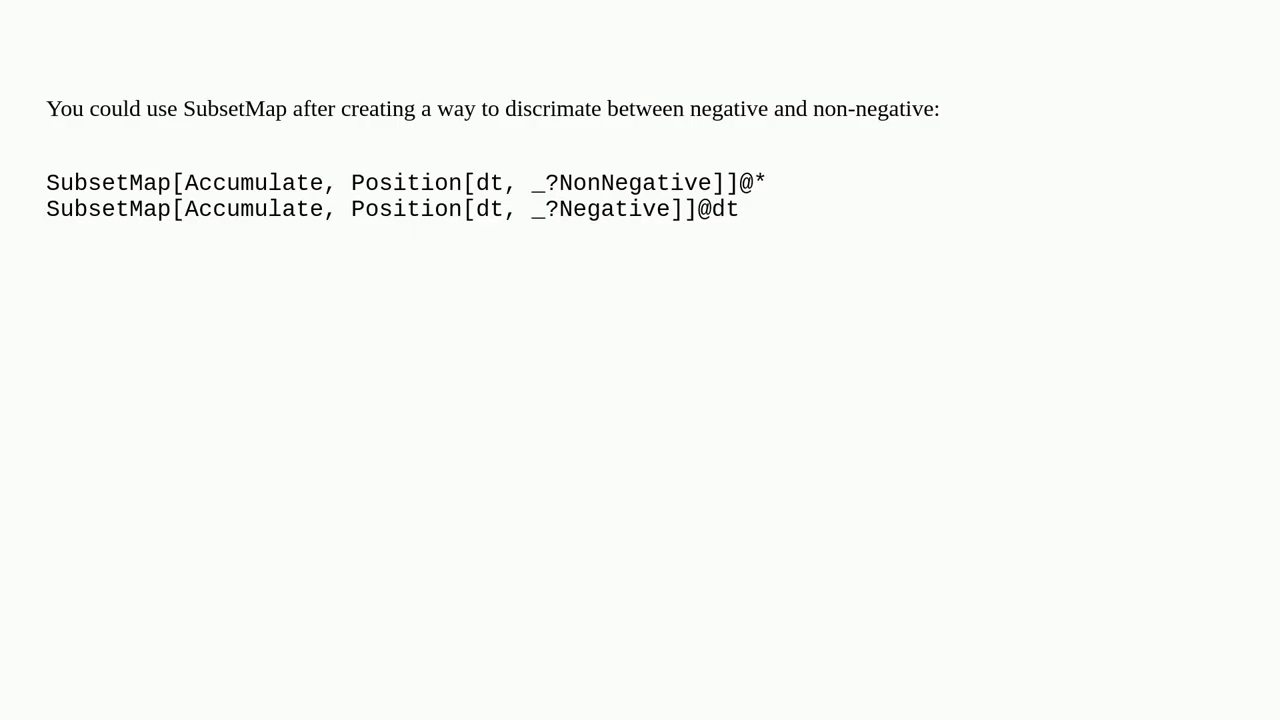 You could use SubsetMap after creating a way to discrimate between negative and non-negative:
SubsetMap[Accumulate, Position[dt, _?NonNegative]]@*
SubsetMap[Accumulate, Position[dt, _?Negative]]@dt